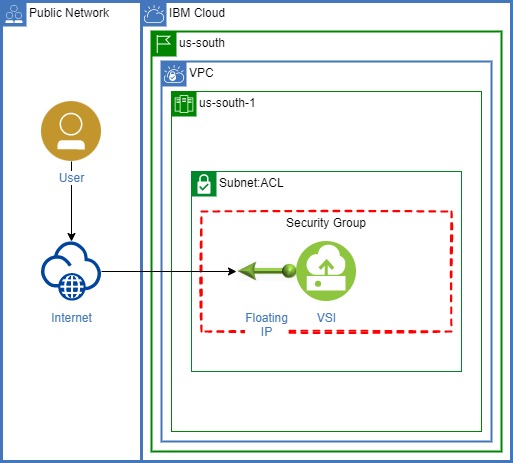 Public Network
IBM Cloud
us-south
VPC
us-south-1
User
Subnet:ACL
Security Group
Internet
Floating
IP
VSI